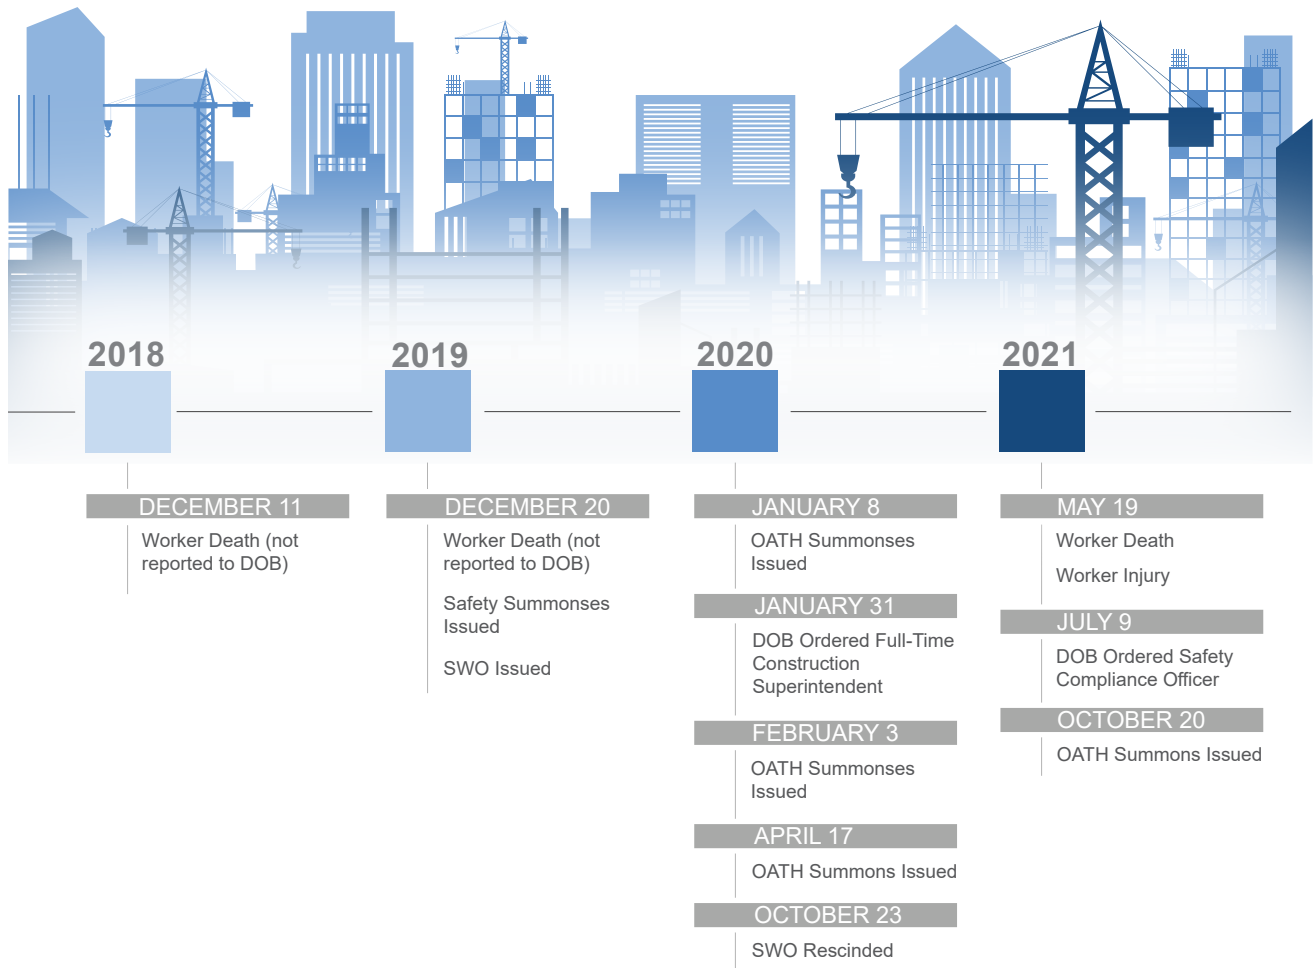 2018
DECEMBER 11
Worker Death (not
reported to DOB)
2019
DECEMBER 20
Worker Death (not
reported to DOB)
Safety Summonses
Issued
SWO Issued
2020
JANUARY 8
OATH Summonses
Issued
JANUARY 31
DOB Ordered Full-Time
Construction
Superintendent
FEBRUARY 3
OATH Summonses
Issued
APRIL 17
OATH Summons Issued
OCTOBER 23
SWO Rescinded
2021
MAY 19
Worker Death
Worker Injury
JULY 9
DOB Ordered Safety
Compliance Officer
OCTOBER 20
OATH Summons Issued